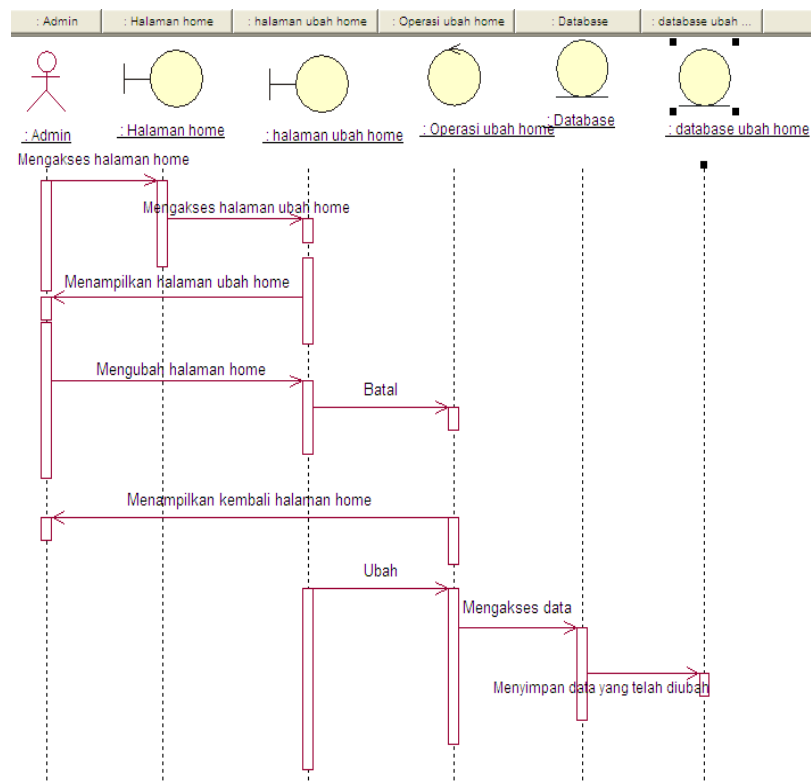 : Admin
: Halaman home
: halaman ubah home
: Operasi ubah home
: Database
: database ubah ...
: Admin
: Halaman home
: halaman ubah home
: Operasi ubah home
: Database
: database ubah home
Mengakses halaman home
Mengakses halaman ubah home
Menampilkan halaman ubah home
Mengubah halaman home
Batal
Menampilkan kembali halaman home
Ubah
Mengakses data
Menyimpan data yang telah diubah